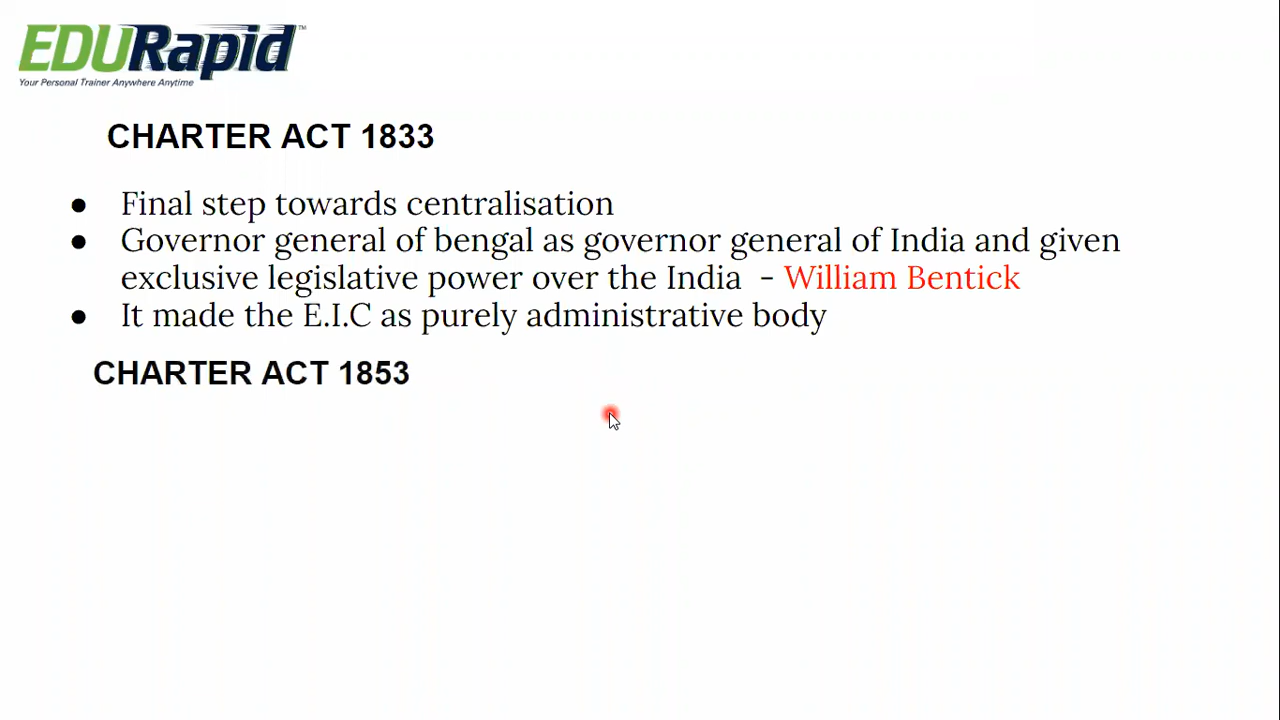 EDURapid™
Your Personal Trainer Anywhere Anytime
CHARTER ACT 1833
● Final step towards centralisation
● Governor general of bengal as governor general of India and given
exclusive legislative power over the India - William Bentick
● It made the E.I.C as purely administrative body
CHARTER ACT 1853